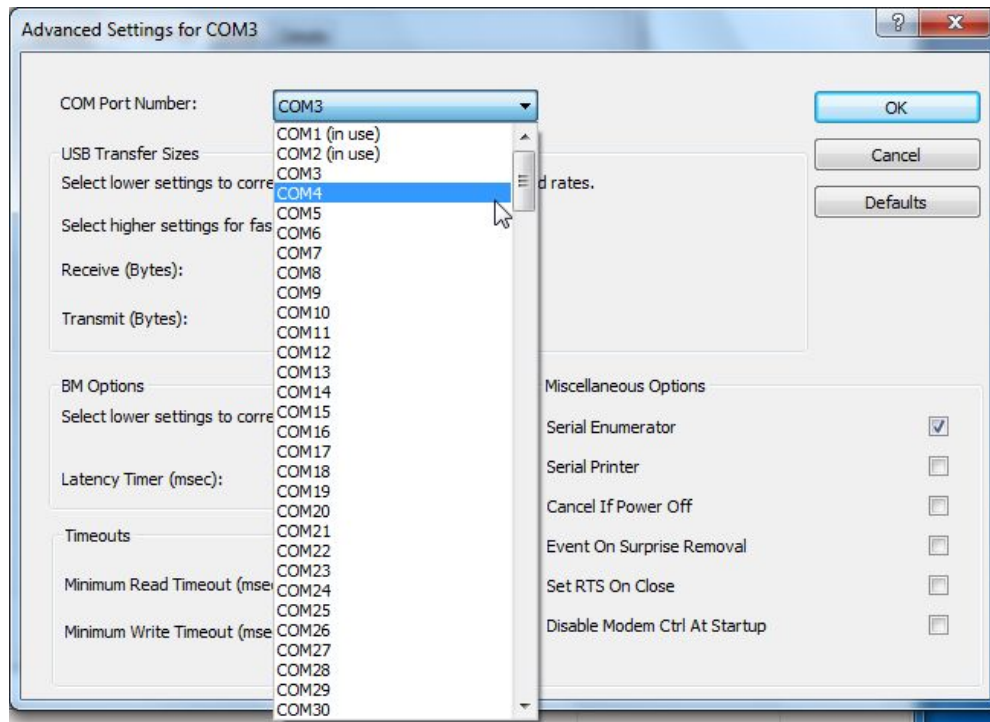 Advanced Settings for COM3
COM Port Number:
COM3
OK
Cancel
Defaults
COM1 (in use)
COM2 (in use)
COM3
COM4
COM5
COM6
COM7
COM8
COM9
COM10
COM11
COM12
COM13
COM14
COM15
COM16
COM17
COM18
COM19
COM20
COM21
COM22
COM23
COM24
COM25
COM26
COM27
COM28
COM29
COM30
USB Transfer Sizes
Select lower settings to corre
d rates.
Select higher settings for fas
Receive (Bytes):
Transmit (Bytes):
BM Options
Select lower settings to corre
Latency Timer (msec):
Timeouts
Minimum Read Timeout (mse
Minimum Write Timeout (mse
Miscellaneous Options
Serial Enumerator
Serial Printer
Cancel If Power Off
Event On Surprise Removal
Set RTS On Close
Disable Modem Ctrl At Startup